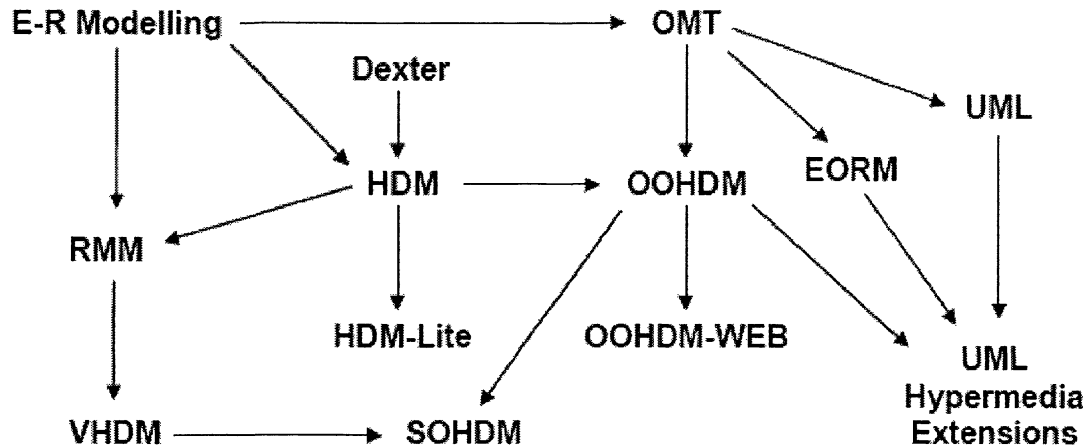 E-R Modelling
OMT
Dexter
UML
HDM
OOHDM
EORM
RMM
HDM-Lite
OOHDM-WEB
UML
Hypermedia
Extensions
VHDM
SOHDM